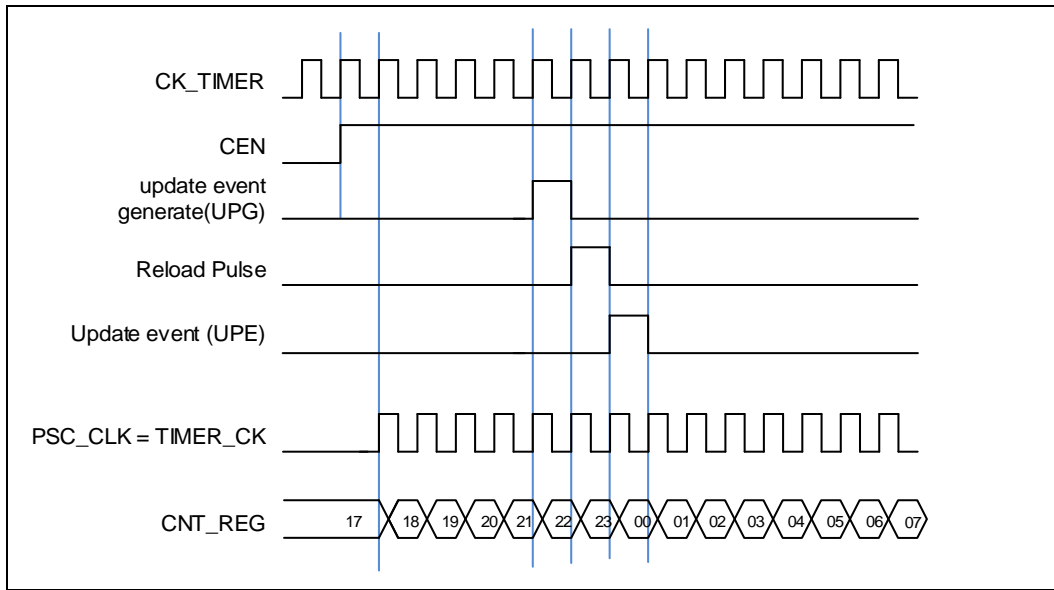 CK_TIMER
CEN
update event
generate(UPG)
Reload Pulse
Update event (UPE)
PSC_CLK = TIMER_CK
CNT_REG 17 18 19 20 21 22 23 00 01 02 03 04 05 06 07